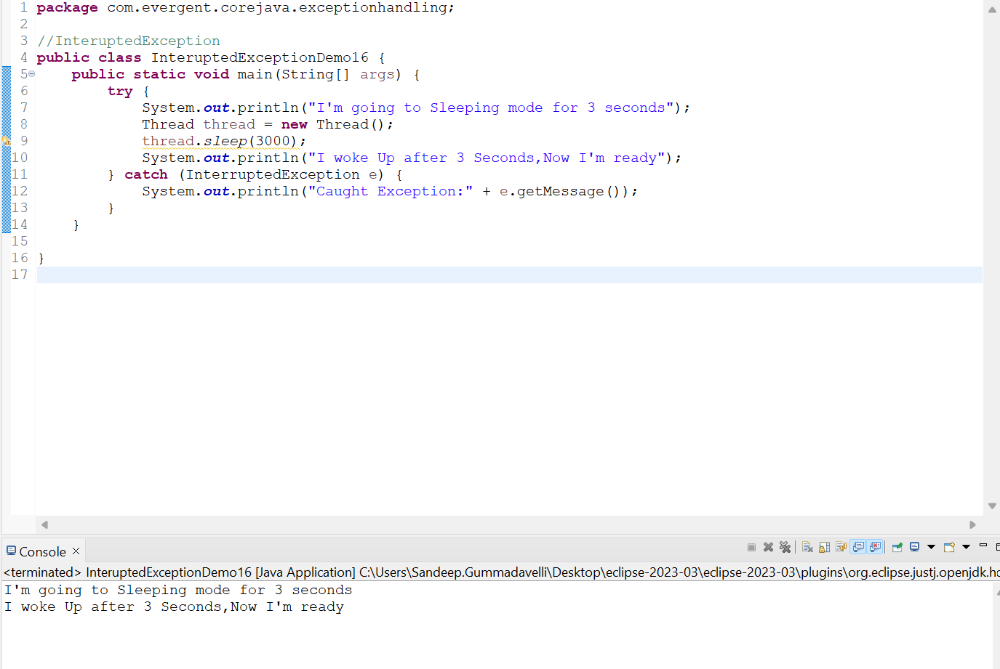 1 package com.evergent.corejava.exceptionhandling;
2
3 //InteruptedException
4 public class InteruptedExceptionDemo16 {
5     public static void main(String[] args) {
6         try {
7             System.out.println("I'm going to Sleeping mode for 3 seconds");
8             Thread thread = new Thread();
9             thread.sleep(3000);
10             System.out.println("I woke Up after 3 Seconds,Now I'm ready");
11         } catch (InterruptedException e) {
12             System.out.println("Caught Exception:" + e.getMessage());
13         }
14     }
15
16 }
17
Console
<terminated> InteruptedExceptionDemo16 [Java Application] C:\Users\Sandeep.Gummadavelli\Desktop\eclipse-2023-03\eclipse-2023-03\plugins\org.eclipse.justj.openjdk.ho
I'm going to Sleeping mode for 3 seconds
I woke Up after 3 Seconds,Now I'm ready